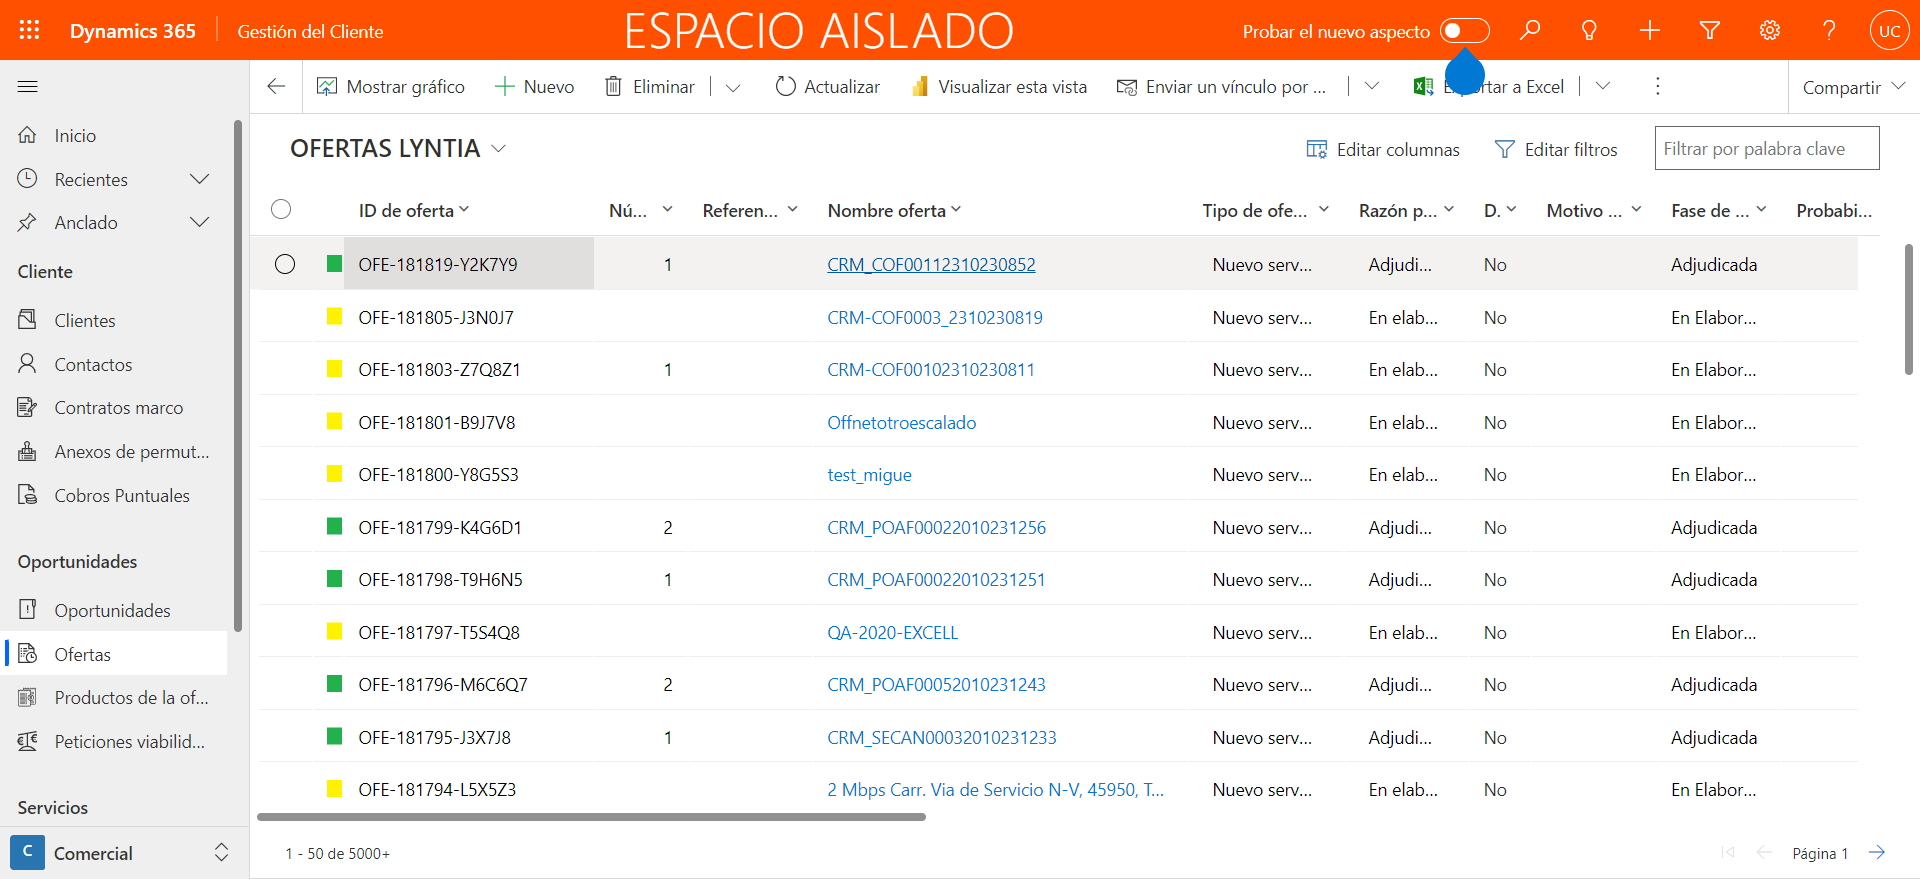 Dynamics 365
Gestión del Cliente
ESPACIO AISLADO
Probar el nuevo aspecto
UC
Mostrar gráfico
Nuevo
Eliminar
Actualizar
Visualizar esta vista
Enviar un vínculo por ...
a Excel
Compartir
Inicio
Recientes
Anclado
Cliente
Clientes
Contactos
Contratos marco
Anexos de permut...
Cobros Puntuales
Oportunidades
Oportunidades
Ofertas
Productos de la of...
Peticiones viabilid...
Servicios
C Comercial
OFERTAS LYNTIA
Editar columnas
Editar filtros
Filtrar por palabra clave
ID de oferta Nú... Referen... Nombre oferta Tipo de ofe... Razón p... D. Motivo ... Fase de ... Probabi...
OFE-181819-Y2K7Y9 1 CRM_COF00112310230852 Nuevo serv... Adjudi... No Adjudicada
OFE-181805-J3N0J7 CRM-COF0003_2310230819 Nuevo serv... En elab... No En Elabor...
OFE-181803-Z7Q8Z1 1 CRM-COF00102310230811 Nuevo serv... En elab... No En Elabor...
OFE-181801-B9J7V8 Offnetotroescalado Nuevo serv... En elab... No En Elabor...
OFE-181800-Y8G5S3 test_migue Nuevo serv... En elab... No En Elabor...
OFE-181799-K4G6D1 2 CRM_POAF00022010231256 Nuevo serv... Adjudi... No Adjudicada
OFE-181798-T9H6N5 1 CRM_POAF00022010231251 Nuevo serv... Adjudi... No Adjudicada
OFE-181797-T5S4Q8 QA-2020-EXCELL Nuevo serv... En elab... No En Elabor...
OFE-181796-M6C6Q7 2 CRM_POAF00052010231243 Nuevo serv... Adjudi... No Adjudicada
OFE-181795-J3X7J8 1 CRM_SECAN00032010231233 Nuevo serv... Adjudi... No Adjudicada
OFE-181794-L5X5Z3 2 Mbps Carr. Via de Servicio N-V, 45950, T... Nuevo serv... En elab... No En Elabor...
1 - 50 de 5000+
Página 1